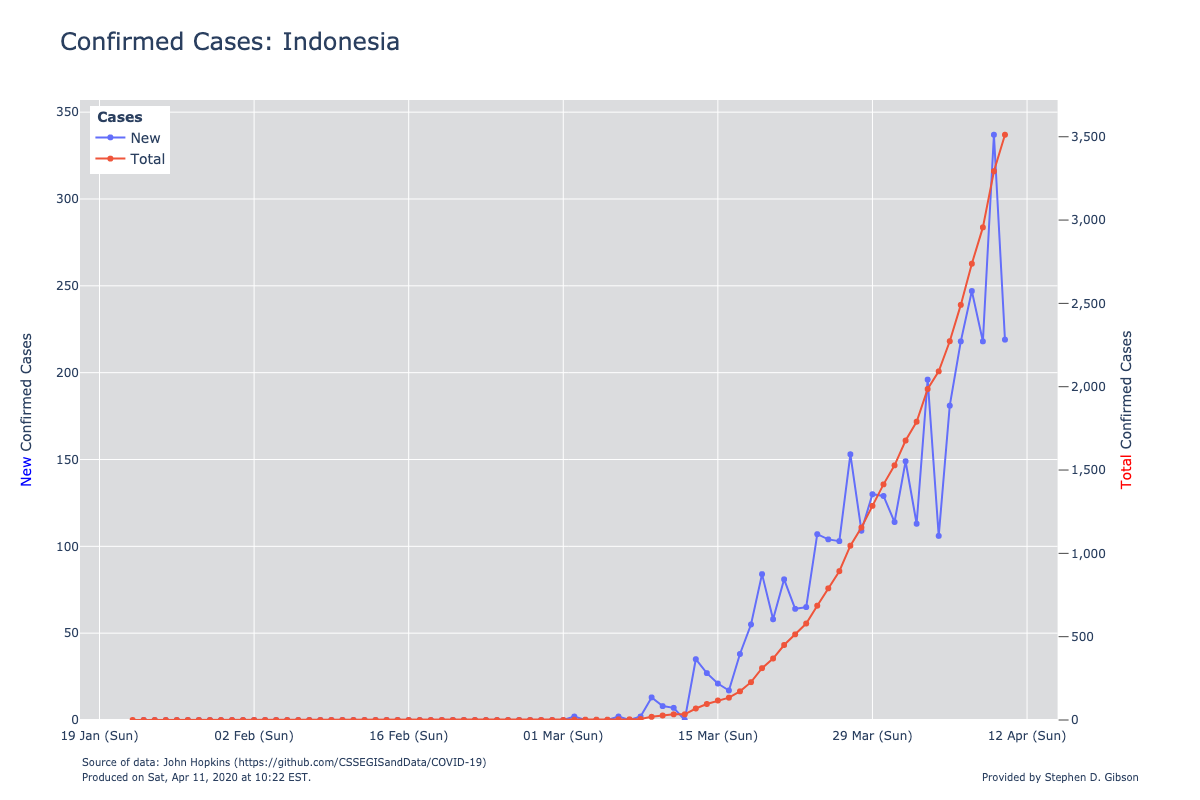 Confirmed Cases: Indonesia
Cases
New
Total
350
300
250
200
150
100
50
0
New Confirmed Cases
3,500
3,000
2,500
2,000
1,500
1,000
500
0
Total Confirmed Cases
19 Jan (Sun)
02 Feb (Sun)
16 Feb (Sun)
01 Mar (Sun)
15 Mar (Sun)
29 Mar (Sun)
12 Apr (Sun)
Source of data: John Hopkins (https://github.com/CSSEGISandData/COVID-19)
Produced on Sat, Apr 11, 2020 at 10:22 EST.
Provided by Stephen D. Gibson